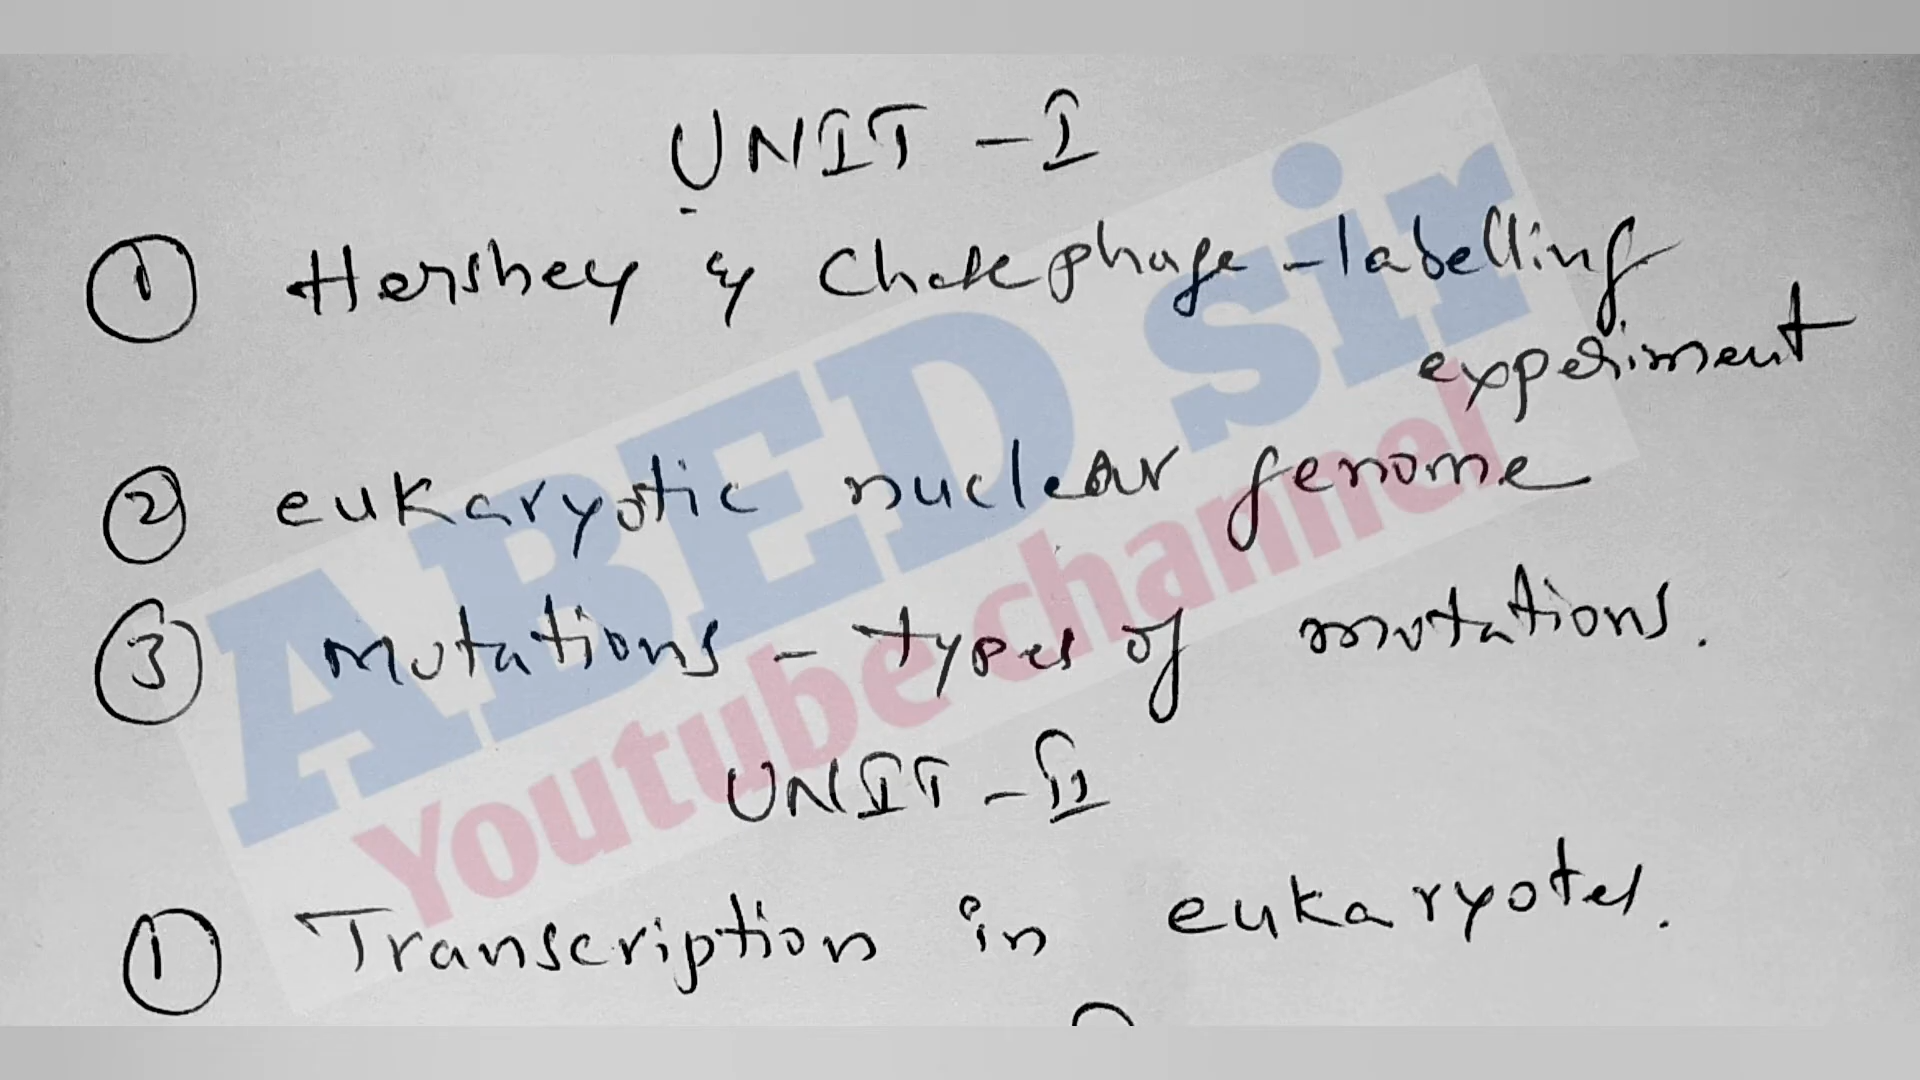 UNIT - I
① Hershey & Chase phage - labelling
experiment
② eukaryotic nuclear genome
③ Mutations - types of mutations.
UNIT - II
① Transcription in eukaryotes.
ABED sir
Youtube channel